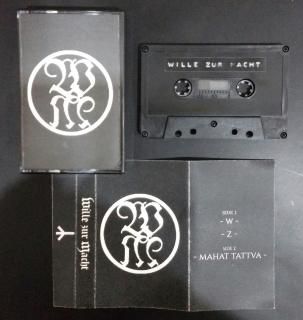 W
M
WILLE ZUR MACHT
Wille zur Macht
W
M
SIDE 1
- W -
- Z -
SIDE 2
- MAHAT TATTVA -